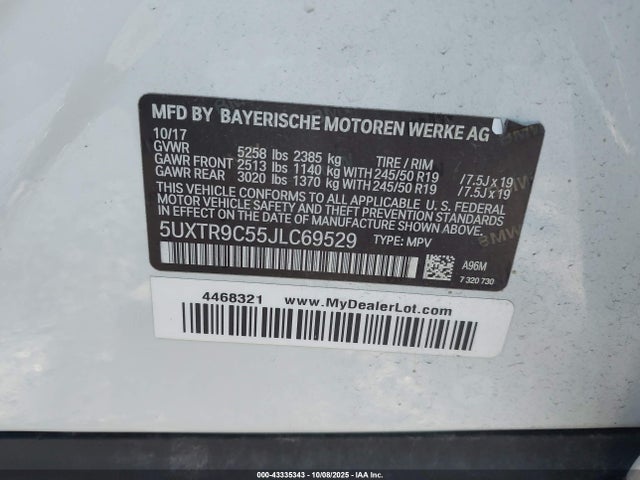 MFD BY BAYERISCHE MOTOREN WERKE AG
10/17
GVWR 5258 lbs 2385 kg TIRE / RIM
GAWR FRONT 2513 lbs 1140 kg WITH 245/50 R19 / 7.5J x 19
GAWR REAR 3020 lbs 1370 kg WITH 245/50 R19 / 7.5J x 19
THIS VEHICLE CONFORMS TO ALL APPLICABLE U. S. FEDERAL
MOTOR VEHICLE SAFETY, BUMPER, AND THEFT PREVENTION
STANDARDS IN EFFECT ON THE DATE OF MANUFACTURE SHOWN ABOVE.
5UXTR9C55JLC69529 TYPE: MPV
A96M
7 320 730
4468321 www.MyDealerLot.com
000-43335343 | 10/08/2025 | IAA Inc.